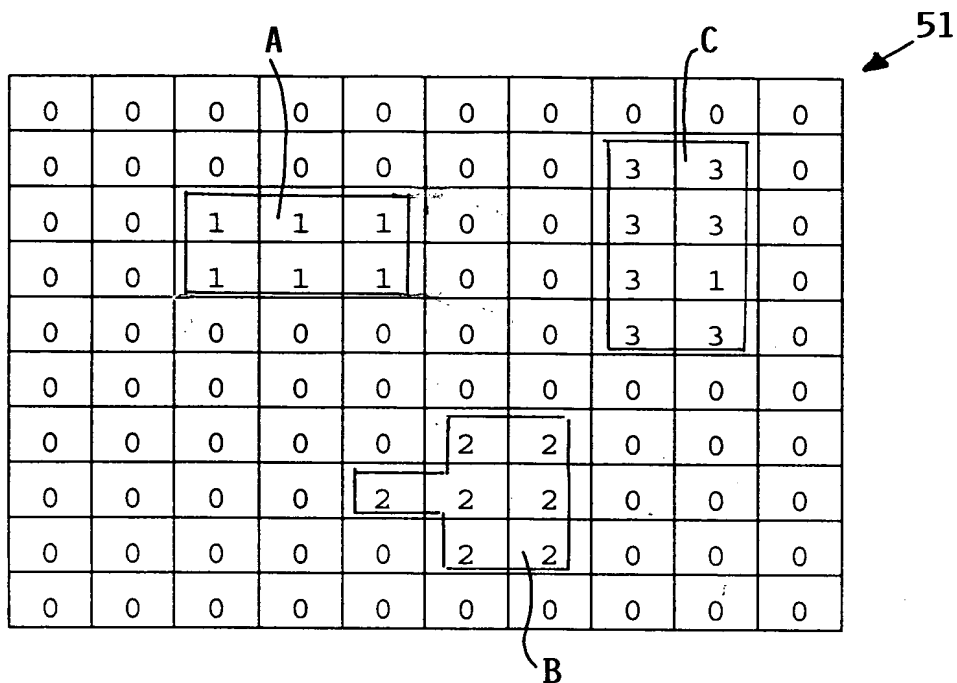 51
A C
0 0 0 0 0 0 0 0 0 0
0 0 0 0 0 0 0 3 3 0
0 0 1 1 1 0 0 3 3 0
0 0 1 1 1 0 0 3 1 0
0 0 0 0 0 0 0 3 3 0
0 0 0 0 0 0 0 0 0 0
0 0 0 0 0 2 2 0 0 0
0 0 0 0 2 2 2 0 0 0
0 0 0 0 0 2 2 0 0 0
0 0 0 0 0 0 0 0 0 0
B